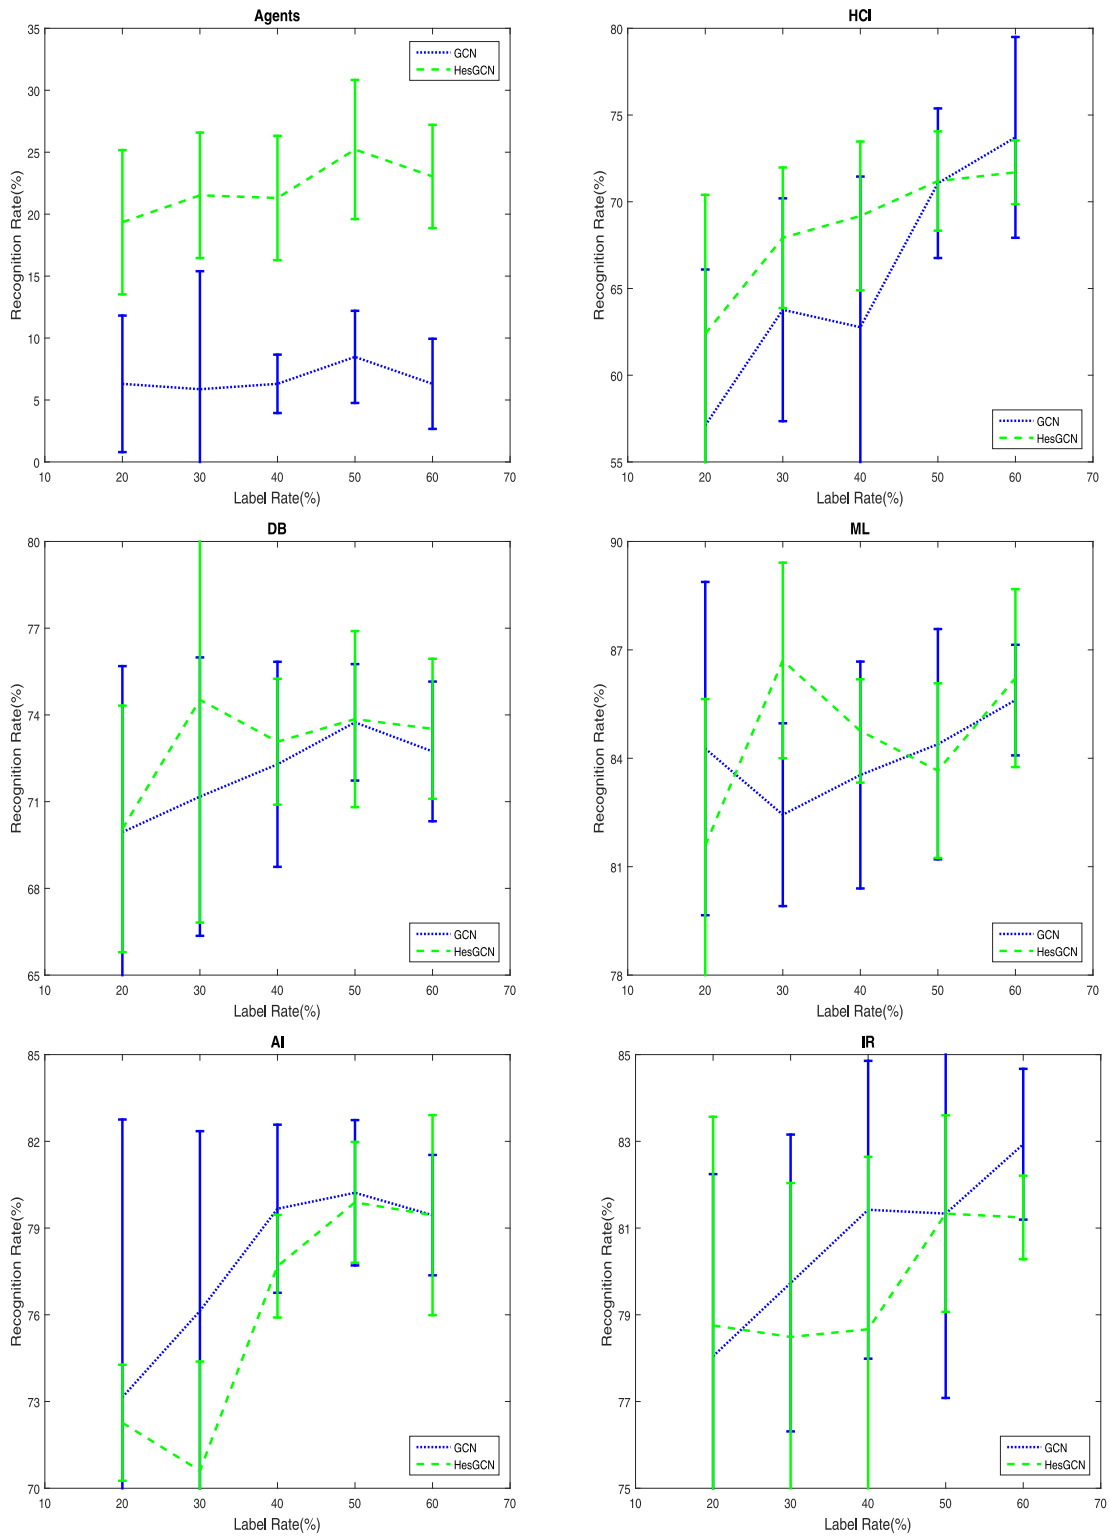 Agents
35
30
25
20
15
10
5
0
10 20 30 40 50 60 70
Recognition Rate(%)
Label Rate(%)
GCN
HesGCN
HCI
80
75
70
65
60
55
10 20 30 40 50 60 70
Recognition Rate(%)
Label Rate(%)
GCN
HesGCN
DB
80
77
74
71
68
65
10 20 30 40 50 60 70
Recognition Rate(%)
Label Rate(%)
GCN
HesGCN
ML
90
87
84
81
78
10 20 30 40 50 60 70
Recognition Rate(%)
Label Rate(%)
GCN
HesGCN
AI
85
82
79
76
73
70
10 20 30 40 50 60 70
Recognition Rate(%)
Label Rate(%)
GCN
HesGCN
IR
85
83
81
79
77
75
10 20 30 40 50 60 70
Recognition Rate(%)
Label Rate(%)
GCN
HesGCN